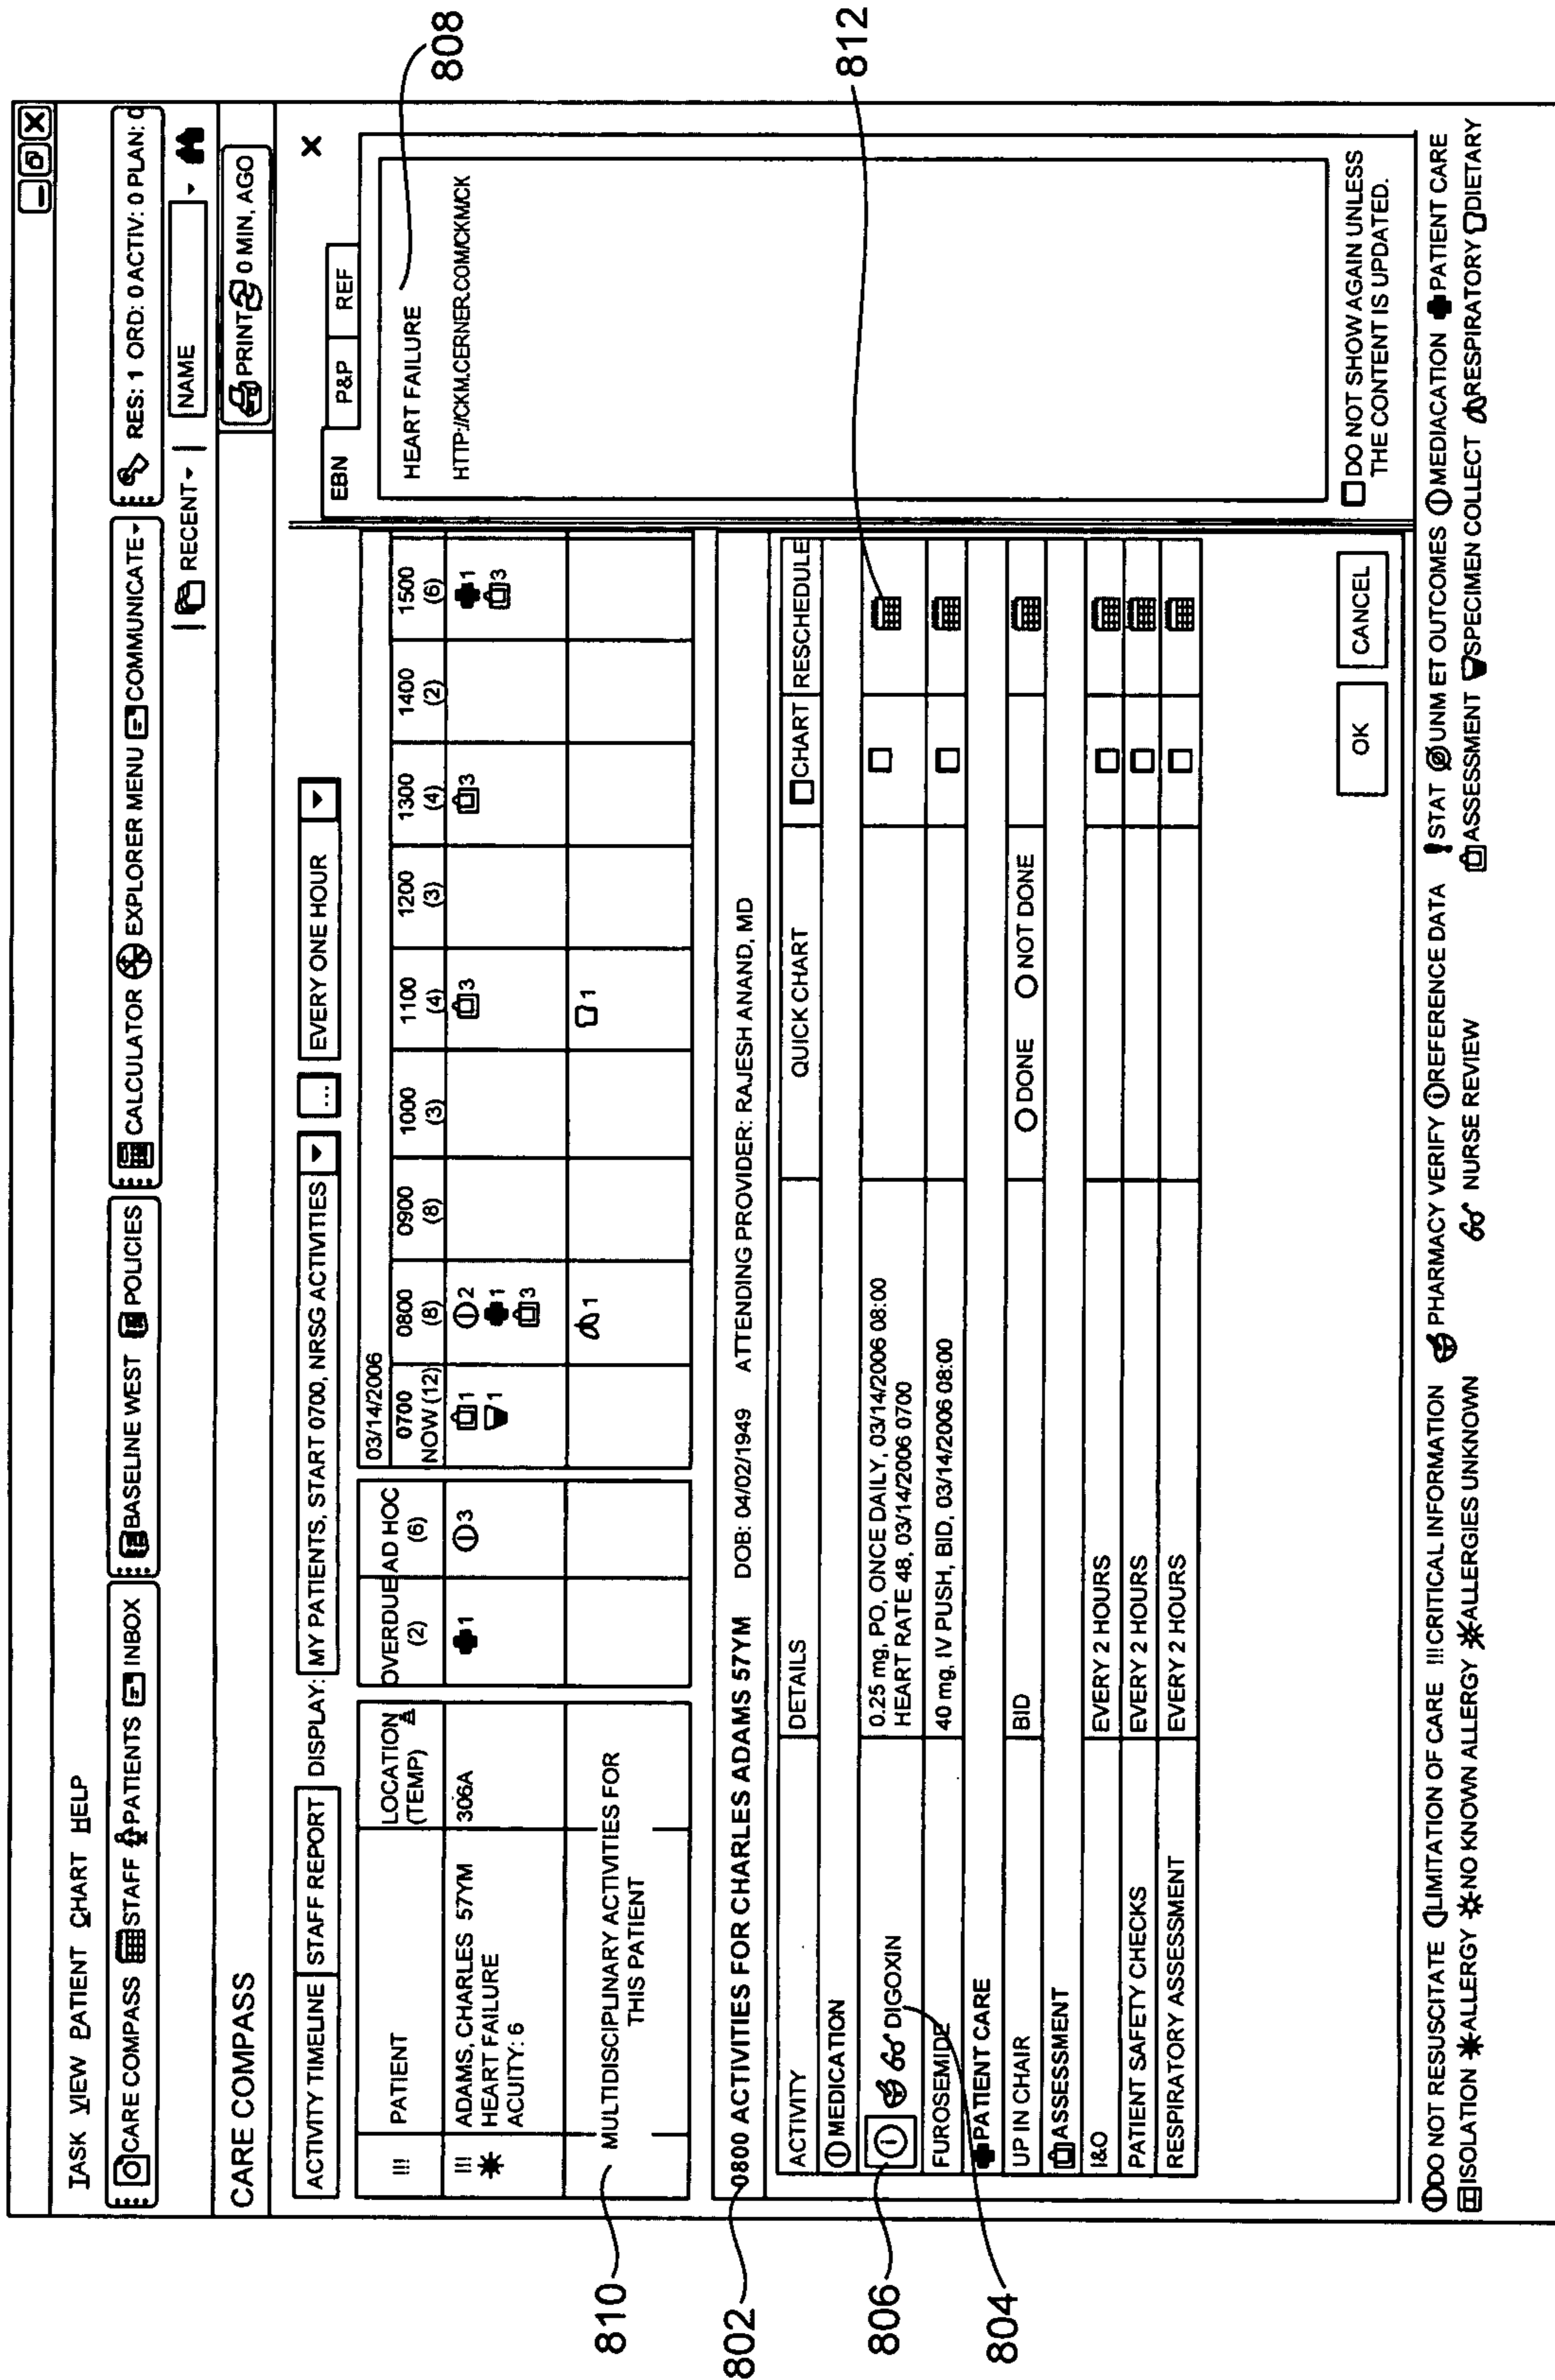 TASK VIEW PATIENT CHART HELP
CARE COMPASS STAFF PATIENTS INBOX BASELINE WEST POLICIES CALCULATOR EXPLORER MENU COMMUNICATE RES: 1 ORD: 0 ACTIV: 0 PLAN: 0
RECENT NAME
CARE COMPASS PRINT 0 MIN, AGO
ACTIVITY TIMELINE STAFF REPORT DISPLAY: MY PATIENTS, START 0700, NRSG ACTIVITIES ... EVERY ONE HOUR
EBN P&P REF
03/14/2006
!!! PATIENT LOCATION (TEMP) OVERDUE (2) AD HOC (6) 0700 NOW (12) 0800 (8) 0900 (8) 1000 (3) 1100 (4) 1200 (3) 1300 (4) 1400 (2) 1500 (6)
!!! ADAMS, CHARLES 57YM 306A 1 3 1 2 3 3 1
HEART FAILURE 1 1 3
ACUITY: 6 3
MULTIDISCIPLINARY ACTIVITIES FOR 1 1
THIS PATIENT
HEART FAILURE
HTTP://CKM.CERNER.COM/CKM/CK
0800 ACTIVITIES FOR CHARLES ADAMS 57YM DOB: 04/02/1949 ATTENDING PROVIDER: RAJESH ANAND, MD
ACTIVITY DETAILS QUICK CHART CHART RESCHEDULE
MEDICATION
DIGOXIN 0.25 mg, PO, ONCE DAILY, 03/14/2006 08:00
HEART RATE 48, 03/14/2006 0700
FUROSEMIDE 40 mg, IV PUSH, BID, 03/14/2006 08:00
PATIENT CARE
UP IN CHAIR BID DONE NOT DONE
ASSESSMENT
I&O EVERY 2 HOURS
PATIENT SAFETY CHECKS EVERY 2 HOURS
RESPIRATORY ASSESSMENT EVERY 2 HOURS
OK CANCEL
DO NOT SHOW AGAIN UNLESS
THE CONTENT IS UPDATED.
DO NOT RESUSCITATE LIMITATION OF CARE !!! CRITICAL INFORMATION PHARMACY VERIFY REFERENCE DATA ! STAT UNM ET OUTCOMES MEDIACATION PATIENT CARE
ISOLATION ALLERGY NO KNOWN ALLERGY ALLERGIES UNKNOWN NURSE REVIEW ASSESSMENT SPECIMEN COLLECT RESPIRATORY DIETARY
810
802
806
804
808
812